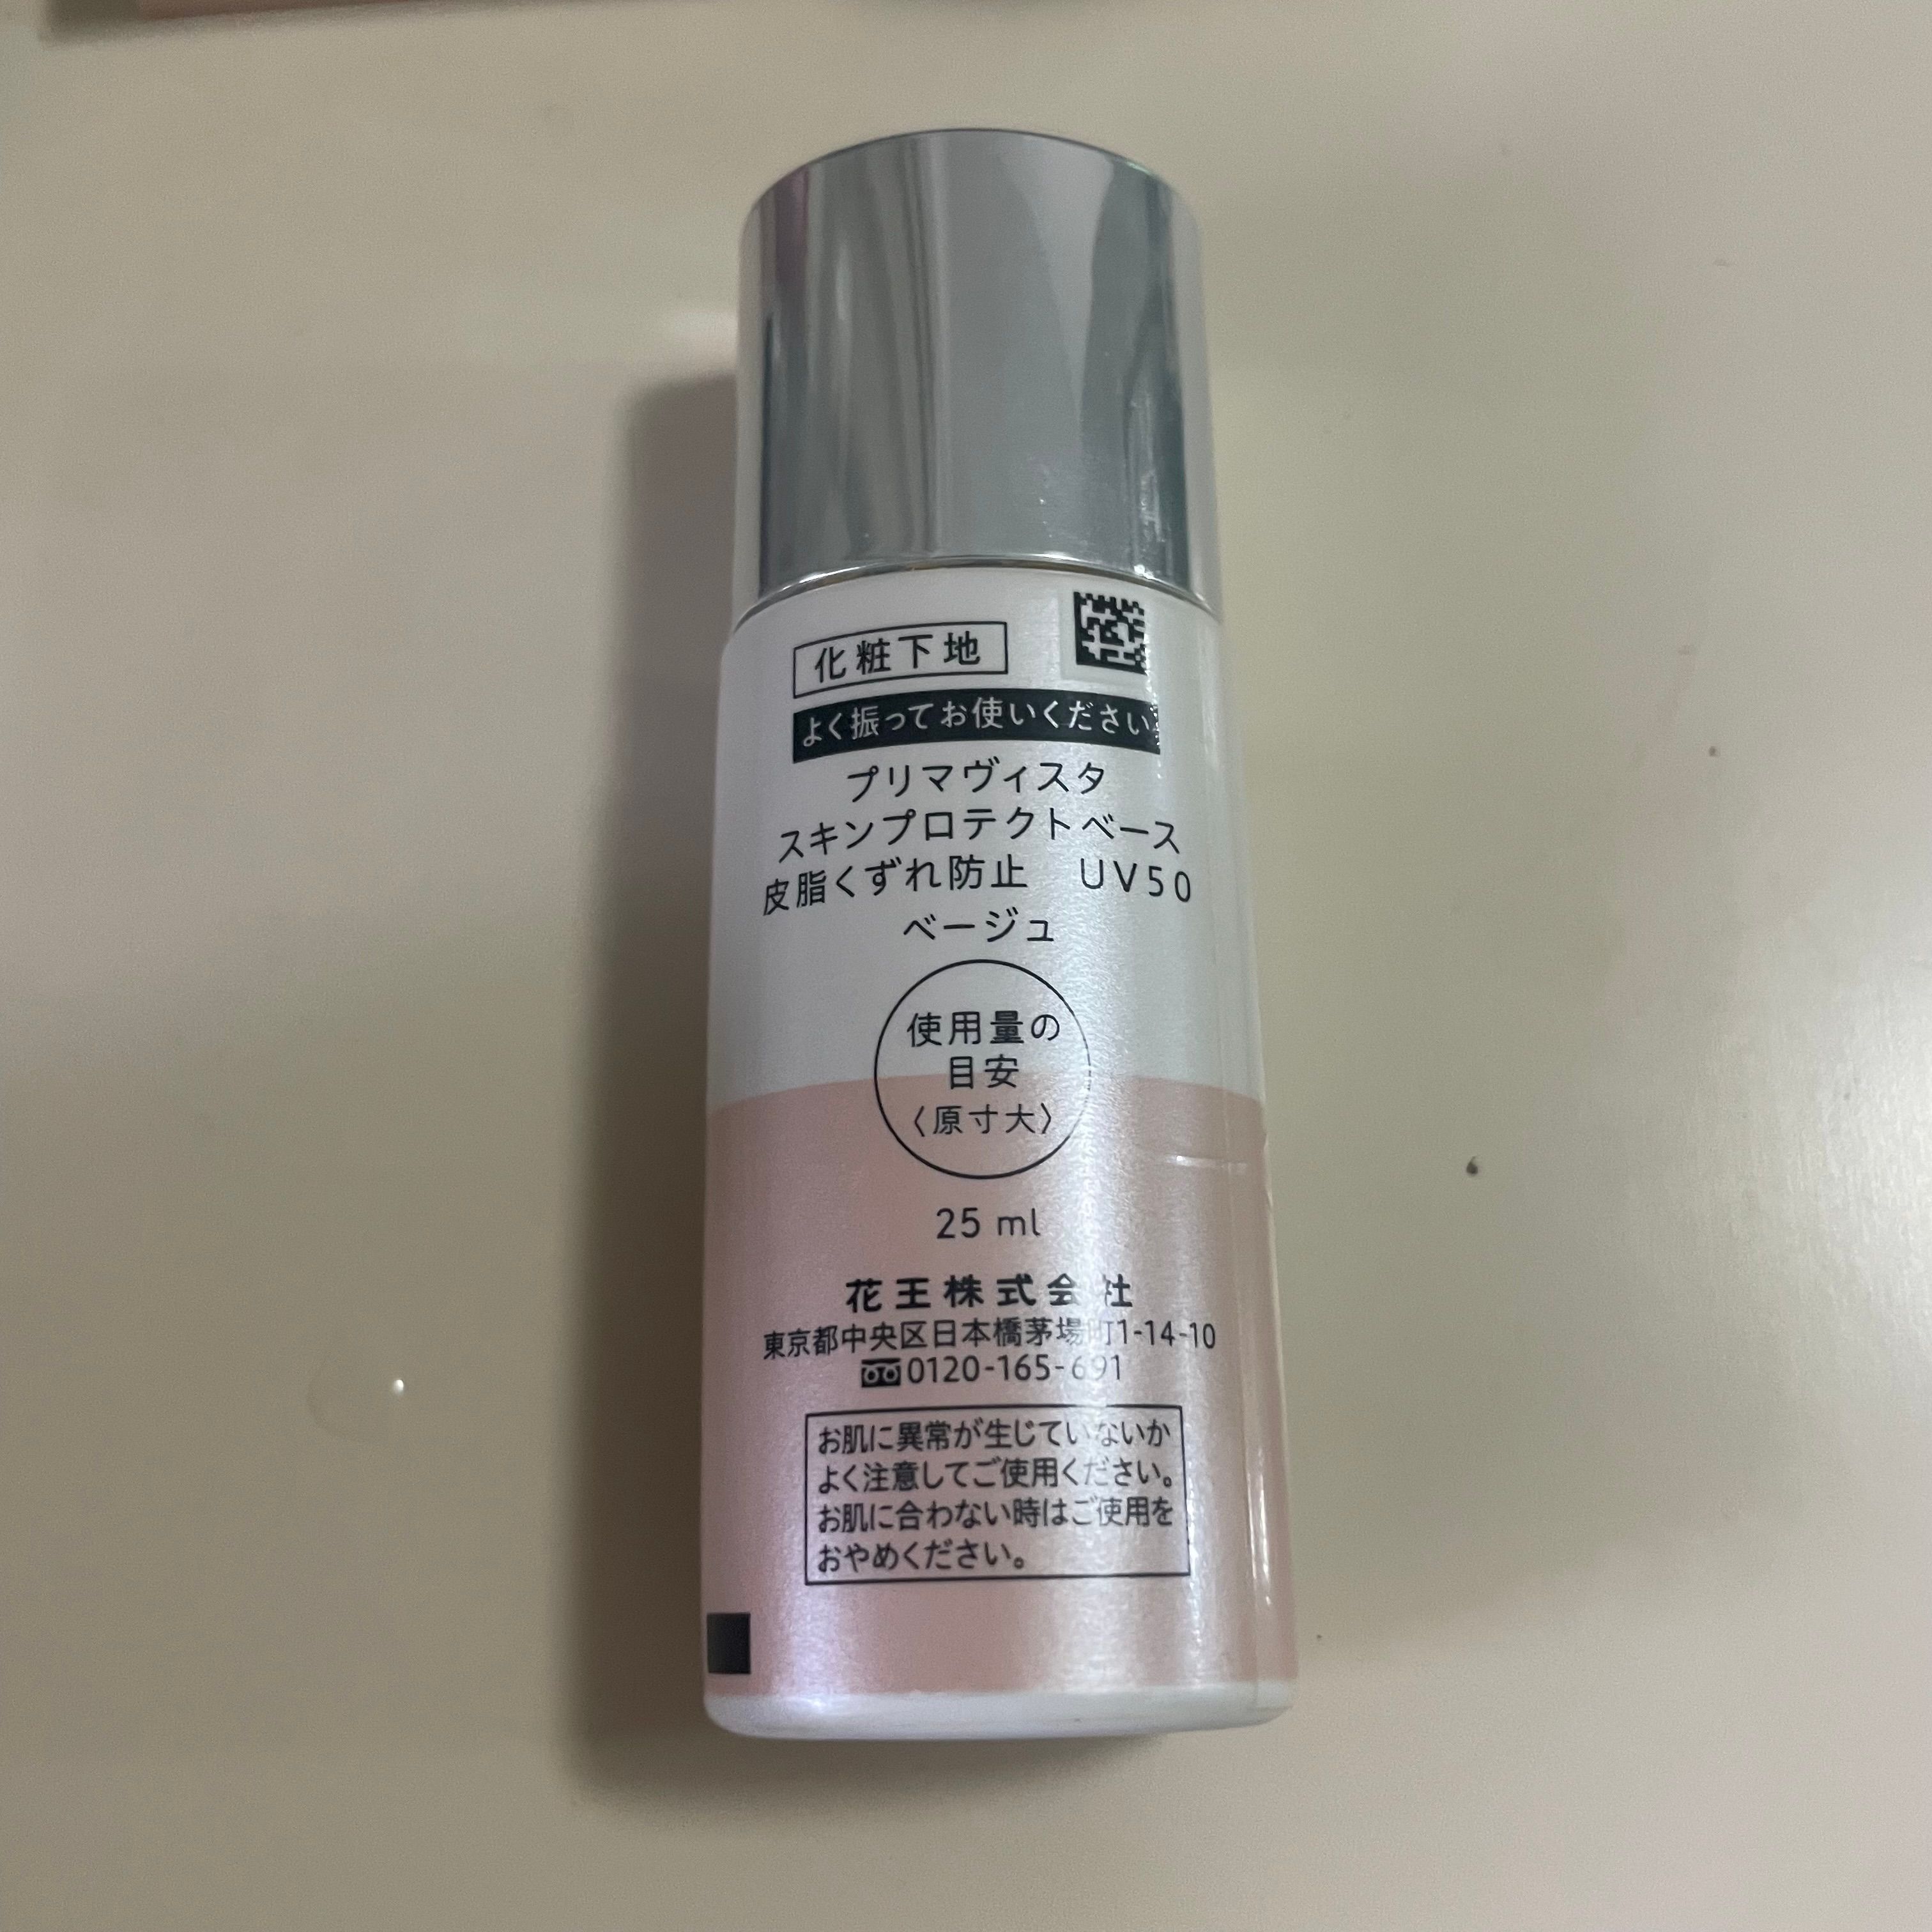 化粧下地
よく振ってお使いください
プリマヴィスタ
スキンプロテクトベース
皮脂くずれ防止　UV50
ベージュ
使用量の
目安
〈原寸大〉
25 ml
花王株式会社
東京都中央区日本橋茅場町1-14-10
0120-165-691
お肌に異常が生じていないか
よく注意してご使用ください。
お肌に合わない時はご使用を
おやめください。